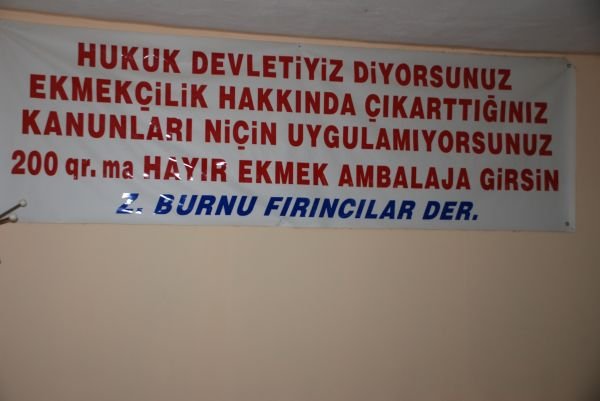 HUKUK DEVLETİYİZ DİYORSUNUZ
EKMEKÇİLİK HAKKINDA ÇIKARTTIĞINIZ
KANUNLARI NİÇİN UYGULAMIYORSUNUZ
200 qr. ma HAYIR EKMEK AMBALAJA GİRSİN
Z. BURNU FIRINCILAR DER.